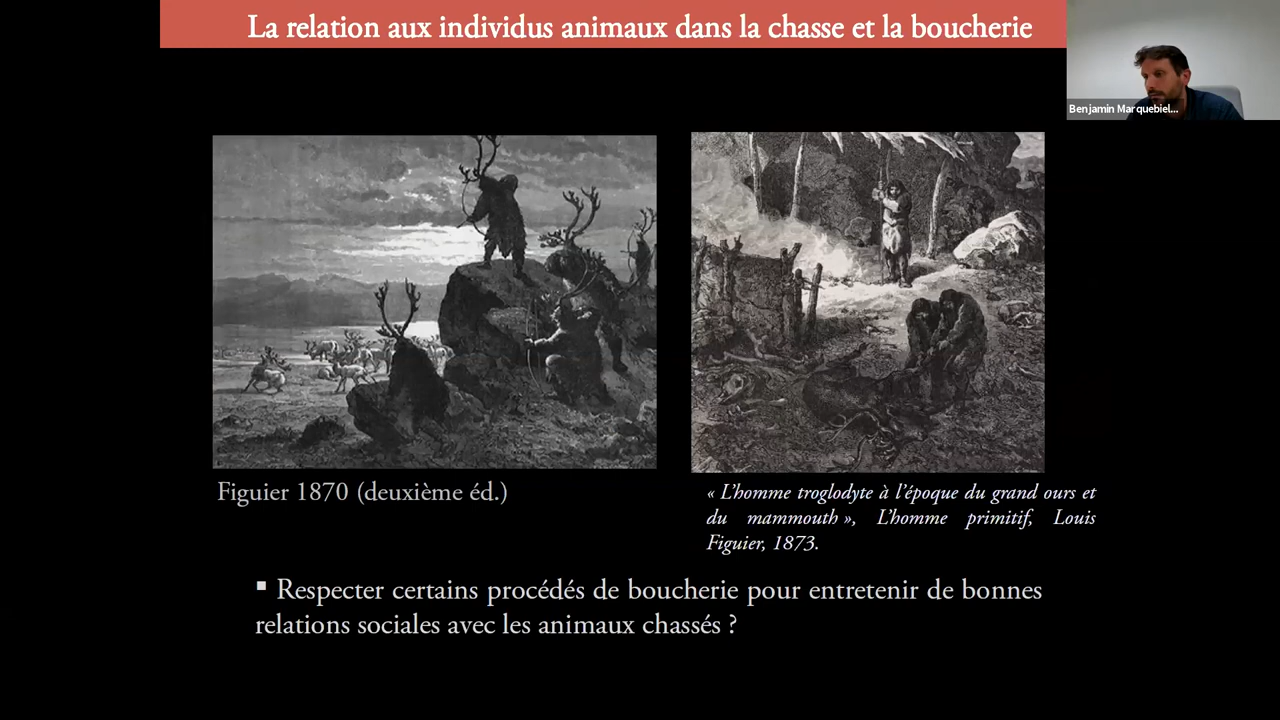 La relation aux individus animaux dans la chasse et la boucherie
Benjamin Marquebiel...
Figuier 1870 (deuxième éd.)
« L’homme troglodyte à l’époque du grand ours et
du mammouth », L’homme primitif, Louis
Figuier, 1873.
▪ Respecter certains procédés de boucherie pour entretenir de bonnes
relations sociales avec les animaux chassés ?